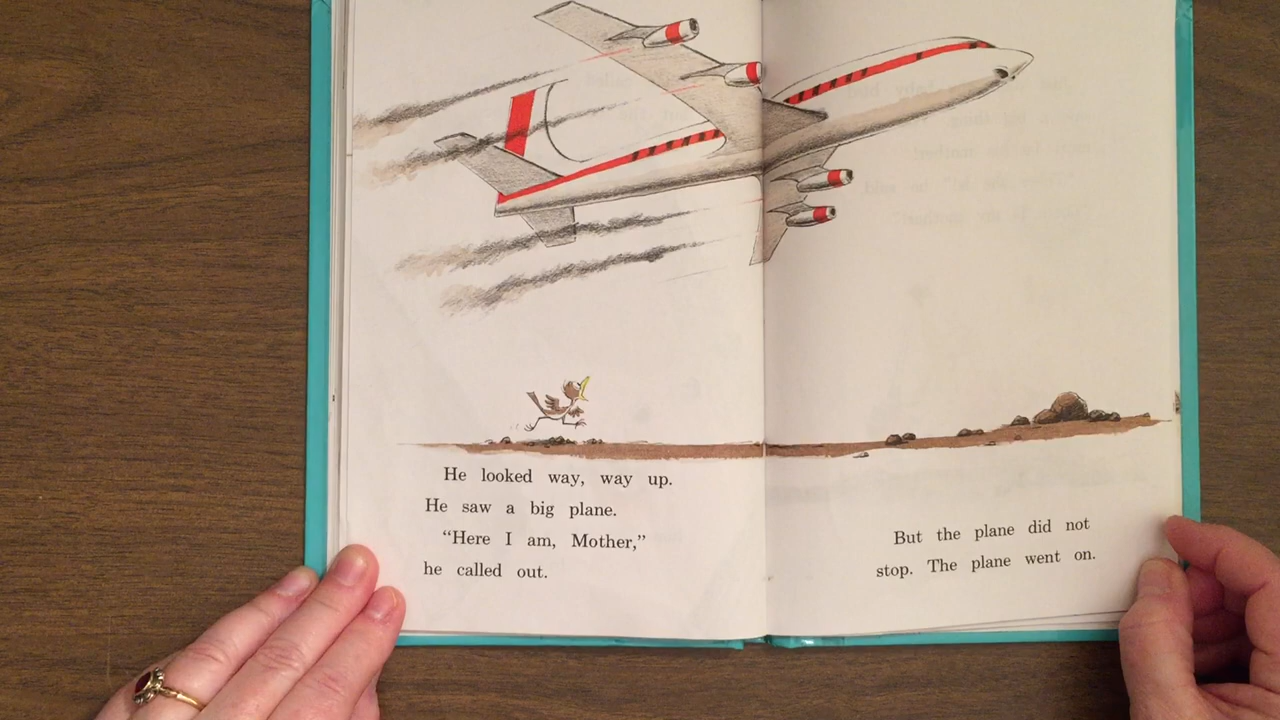 He looked way, way up.
He saw a big plane.
“Here I am, Mother,”
he called out.
But the plane did not
stop. The plane went on.